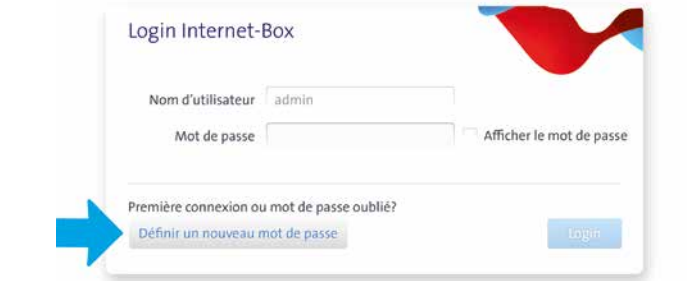 Login Internet-Box
Nom d'utilisateur admin
Mot de passe Afficher le mot de passe
Première connexion ou mot de passe oublié?
Définir un nouveau mot de passe Login